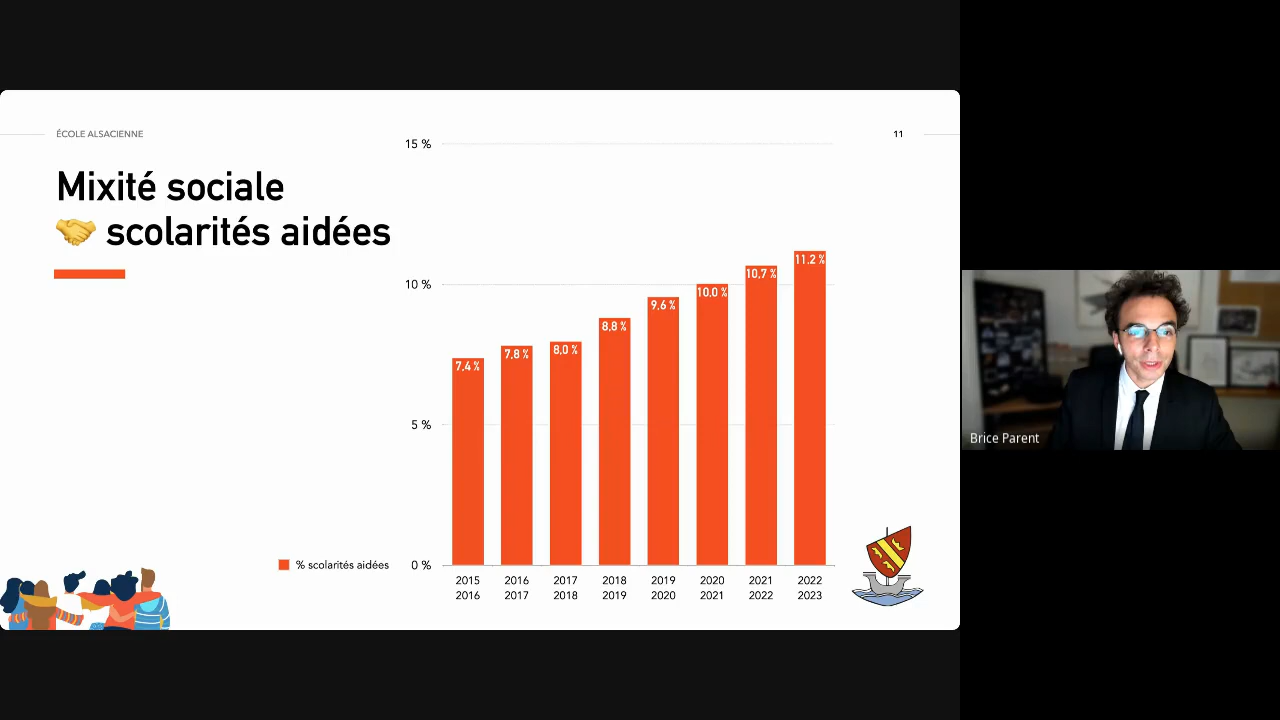 ÉCOLE ALSACIENNE
11
Mixité sociale
🤝 scolarités aidées
15 %
10 %
5 %
0 %
7,4 %
7,8 %
8,0 %
8,8 %
9,6 %
10,0 %
10,7 %
11.2 %
% scolarités aidées
2015 2016 2017 2018 2019 2020 2021 2022
2016 2017 2018 2019 2020 2021 2022 2023
Brice Parent